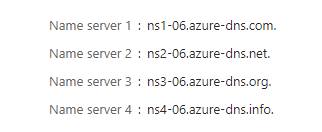 Name server 1 : ns1-06.azure-dns.com.
Name server 2 : ns2-06.azure-dns.net.
Name server 3 : ns3-06.azure-dns.org.
Name server 4 : ns4-06.azure-dns.info.